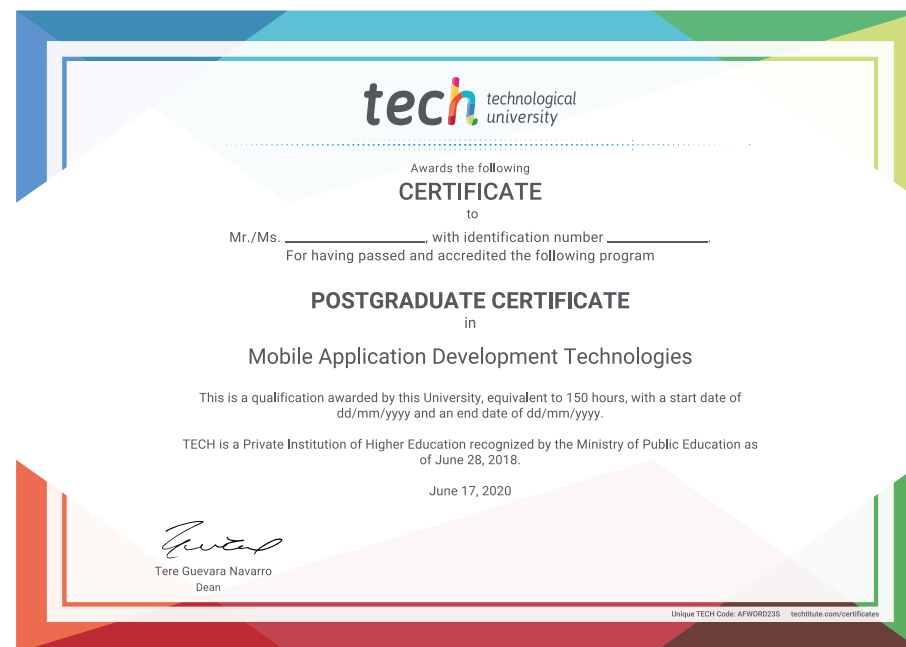 tech technological
university
Awards the following
CERTIFICATE
to
Mr./Ms. ____________________, with identification number ______________.
For having passed and accredited the following program
POSTGRADUATE CERTIFICATE
in
Mobile Application Development Technologies
This is a qualification awarded by this University, equivalent to 150 hours, with a start date of
dd/mm/yyyy and an end date of dd/mm/yyyy.
TECH is a Private Institution of Higher Education recognized by the Ministry of Public Education as
of June 28, 2018.
June 17, 2020
Tere Guevara Navarro
Dean
Unique TECH Code: AFWORD23S techtitute.com/certificates